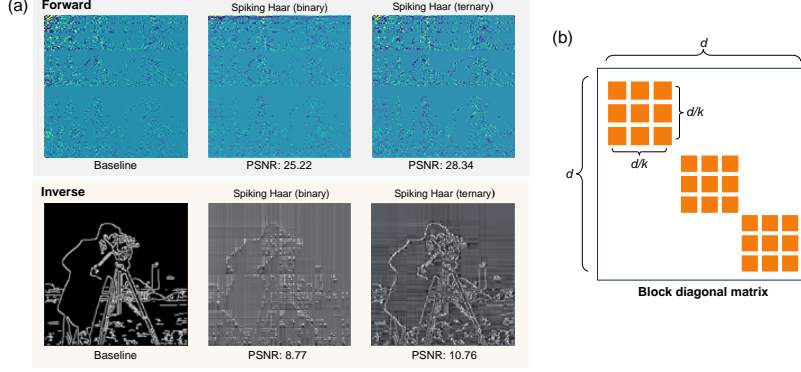 (a)
Forward
Spiking Haar (binary)
Spiking Haar (ternary)
Baseline
PSNR: 25.22
PSNR: 28.34
Inverse
Spiking Haar (binary)
Spiking Haar (ternary)
Baseline
PSNR: 8.77
PSNR: 10.76
(b)
d
d
d/k
d/k
Block diagonal matrix